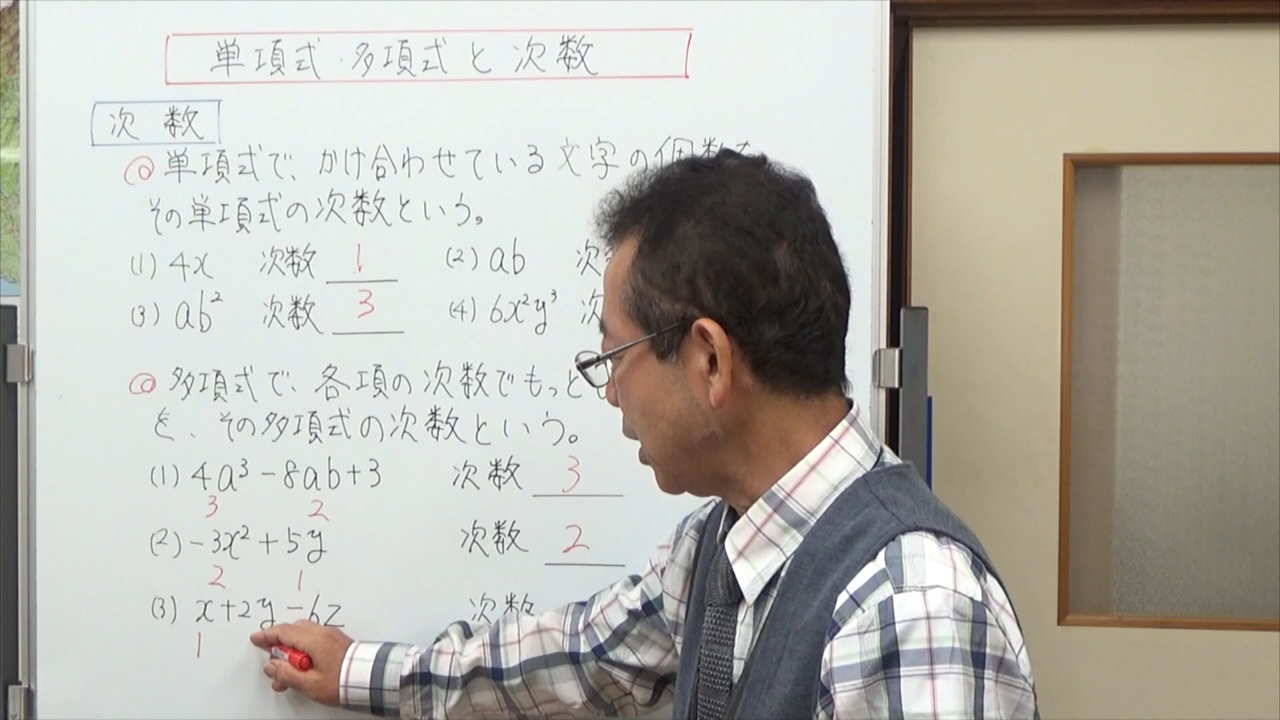 単項式・多項式と次数
次数
◎単項式で、かけ合わせている文字の個数を
その単項式の次数という。
(1) 4x 次数 1 (2) ab 次
(3) ab² 次数 3 (4) 6x²y³ 次
◎多項式で、各項の次数でもっと
を、その多項式の次数という。
(1) 4a³-8ab+3 次数 3
3 2
(2) -3x²+5y 次数 2
2 1
(3) x+2y-6z 次数
1